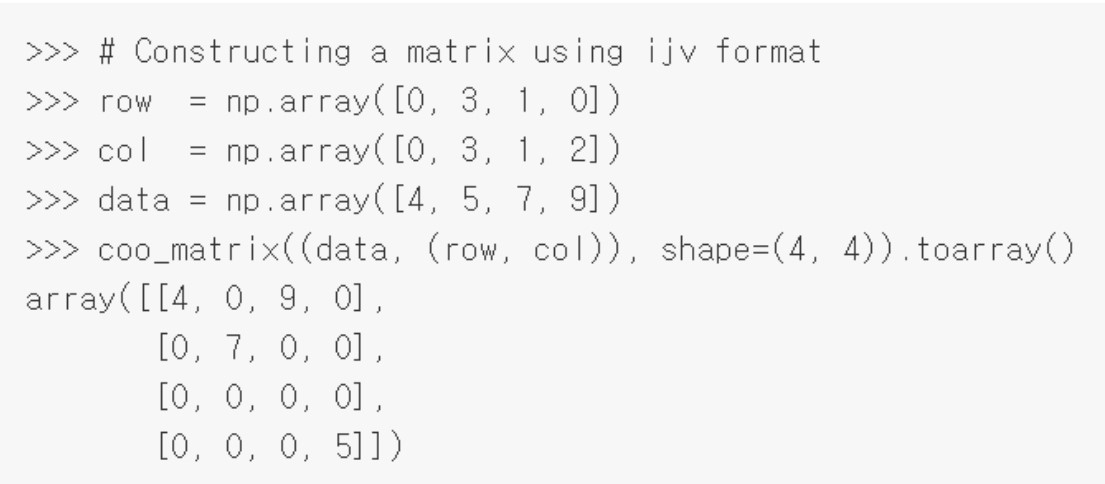 >>> # Constructing a matrix using ijv format
>>> row  = np.array([0, 3, 1, 0])
>>> col  = np.array([0, 3, 1, 2])
>>> data = np.array([4, 5, 7, 9])
>>> coo_matrix((data, (row, col)), shape=(4, 4)).toarray()
array([[4, 0, 9, 0],
       [0, 7, 0, 0],
       [0, 0, 0, 0],
       [0, 0, 0, 5]])